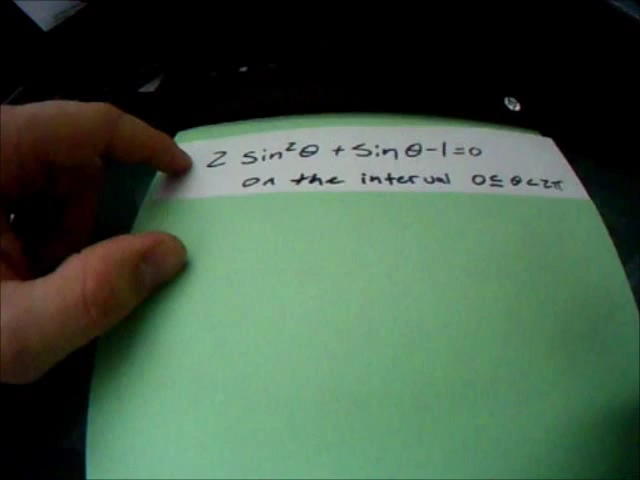 2 sin²θ + sin θ - 1 = 0
on the interval 0 ≤ θ < 2π